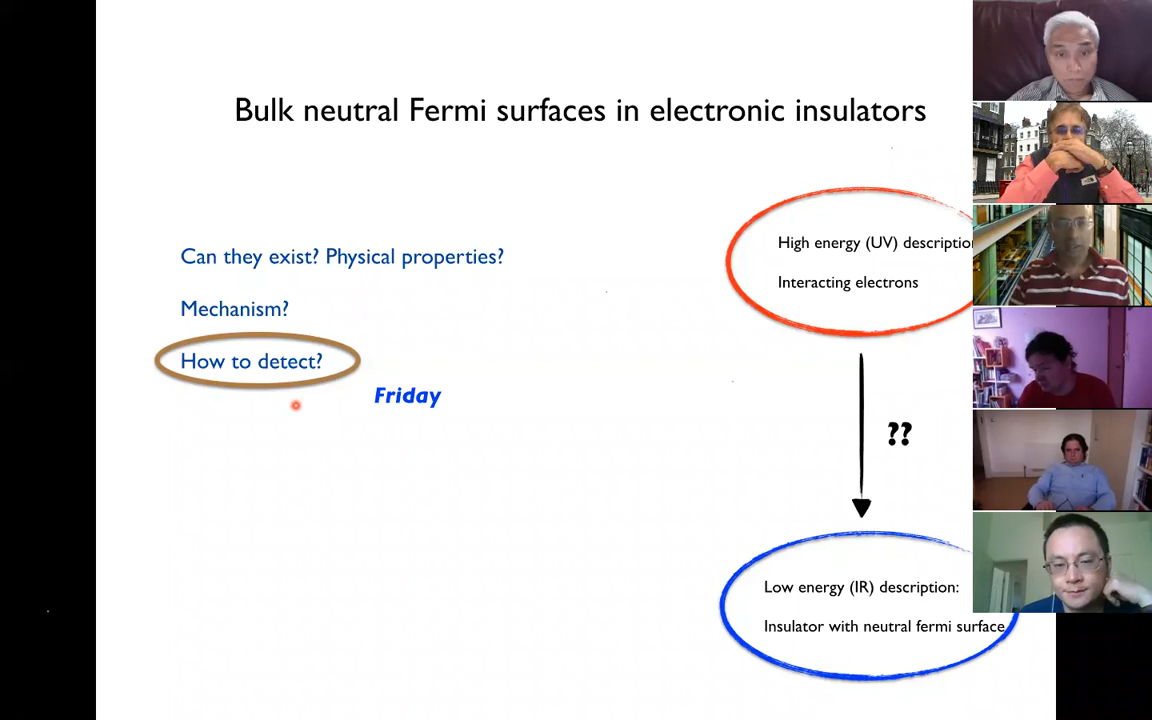 Bulk neutral Fermi surfaces in electronic insulators
Can they exist? Physical properties?
Mechanism?
How to detect?
Friday
High energy (UV) descriptio
Interacting electrons
??
Low energy (IR) description:
Insulator with neutral fermi surface